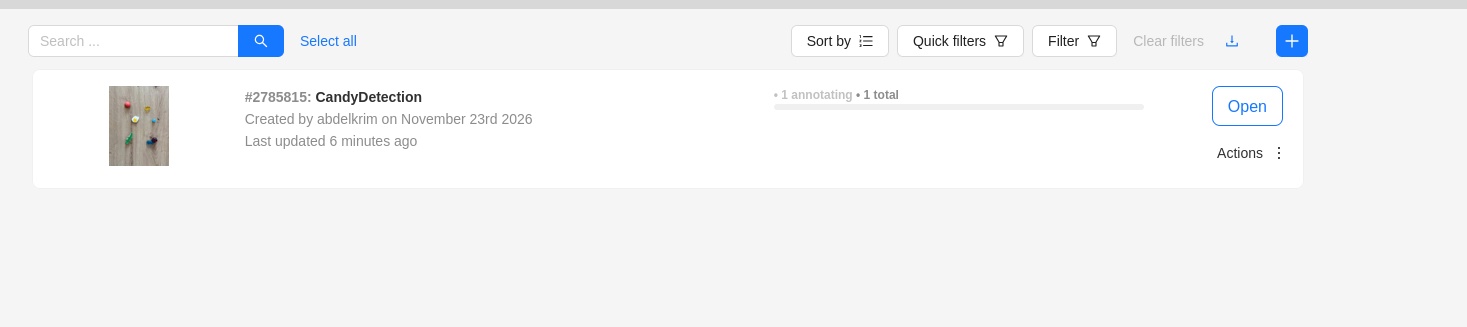 Search ...
Select all
Sort by
Quick filters
Filter
Clear filters
#2785815: CandyDetection
Created by abdelkrim on November 23rd 2026
Last updated 6 minutes ago
• 1 annotating • 1 total
Open
Actions